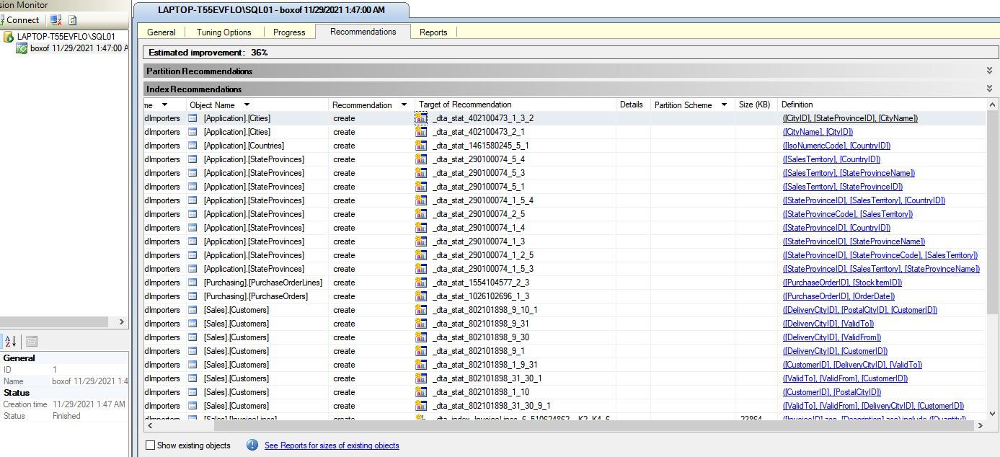 sion Monitor
Connect
LAPTOP-T55EVFLO\SQL01
boxof 11/29/2021 1:47:00 A
LAPTOP-T55EVFLO\SQL01 - boxof 11/29/2021 1:47:00 AM
General Tuning Options Progress Recommendations Reports
Estimated improvement: 36%
Partition Recommendations
Index Recommendations
me Object Name Recommendation Target of Recommendation Details Partition Scheme Size (KB) Definition
dImporters [Application].[Cities] create _dta_stat_402100473_1_3_2 ([CityID], [StateProvinceID], [CityName])
dImporters [Application].[Cities] create _dta_stat_402100473_2_1 ([CityName], [CityID])
dImporters [Application].[Countries] create _dta_stat_1461580245_5_1 ([IsoNumericCode], [CountryID])
dImporters [Application].[StateProvinces] create _dta_stat_290100074_5_4 ([SalesTerritory], [CountryID])
dImporters [Application].[StateProvinces] create _dta_stat_290100074_5_3 ([SalesTerritory], [StateProvinceName])
dImporters [Application].[StateProvinces] create _dta_stat_290100074_5_1 ([SalesTerritory], [StateProvinceID])
dImporters [Application].[StateProvinces] create _dta_stat_290100074_1_5_4 ([StateProvinceID], [SalesTerritory], [CountryID])
dImporters [Application].[StateProvinces] create _dta_stat_290100074_2_5 ([StateProvinceCode], [SalesTerritory])
dImporters [Application].[StateProvinces] create _dta_stat_290100074_1_4 ([StateProvinceID], [CountryID])
dImporters [Application].[StateProvinces] create _dta_stat_290100074_1_3 ([StateProvinceID], [StateProvinceName])
dImporters [Application].[StateProvinces] create _dta_stat_290100074_1_2_5 ([StateProvinceID], [StateProvinceCode], [SalesTerritory])
dImporters [Application].[StateProvinces] create _dta_stat_290100074_1_5_3 ([StateProvinceID], [SalesTerritory], [StateProvinceName])
dImporters [Purchasing].[PurchaseOrderLines] create _dta_stat_1554104577_2_3 ([PurchaseOrderID], [StockItemID])
dImporters [Purchasing].[PurchaseOrders] create _dta_stat_1026102696_1_3 ([PurchaseOrderID], [OrderDate])
dImporters [Sales].[Customers] create _dta_stat_802101898_9_10_1 ([DeliveryCityID], [PostalCityID], [CustomerID])
dImporters [Sales].[Customers] create _dta_stat_802101898_9_31 ([DeliveryCityID], [ValidTo])
dImporters [Sales].[Customers] create _dta_stat_802101898_9_30 ([DeliveryCityID], [ValidFrom])
dImporters [Sales].[Customers] create _dta_stat_802101898_9_1 ([DeliveryCityID], [CustomerID])
dImporters [Sales].[Customers] create _dta_stat_802101898_1_9_31 ([CustomerID], [DeliveryCityID], [ValidTo])
dImporters [Sales].[Customers] create _dta_stat_802101898_31_30_1 ([ValidTo], [ValidFrom], [CustomerID])
dImporters [Sales].[Customers] create _dta_stat_802101898_1_10 ([CustomerID], [PostalCityID])
dImporters [Sales].[Customers] create _dta_stat_802101898_31_30_9_1 ([ValidTo], [ValidFrom], [DeliveryCityID], [CustomerID])
dImporters [Sales].[InvoiceLines] create _dta_index_InvoiceLines_6_510624862__K2_K4_6 23864 ([InvoiceID] asc, [Description] asc) include ([Quantity])
General
ID 1
Name boxof 11/29/2021 1:4
Status
Creation time 11/29/2021 1:47 AM
Status Finished
Show existing objects See Reports for sizes of existing objects